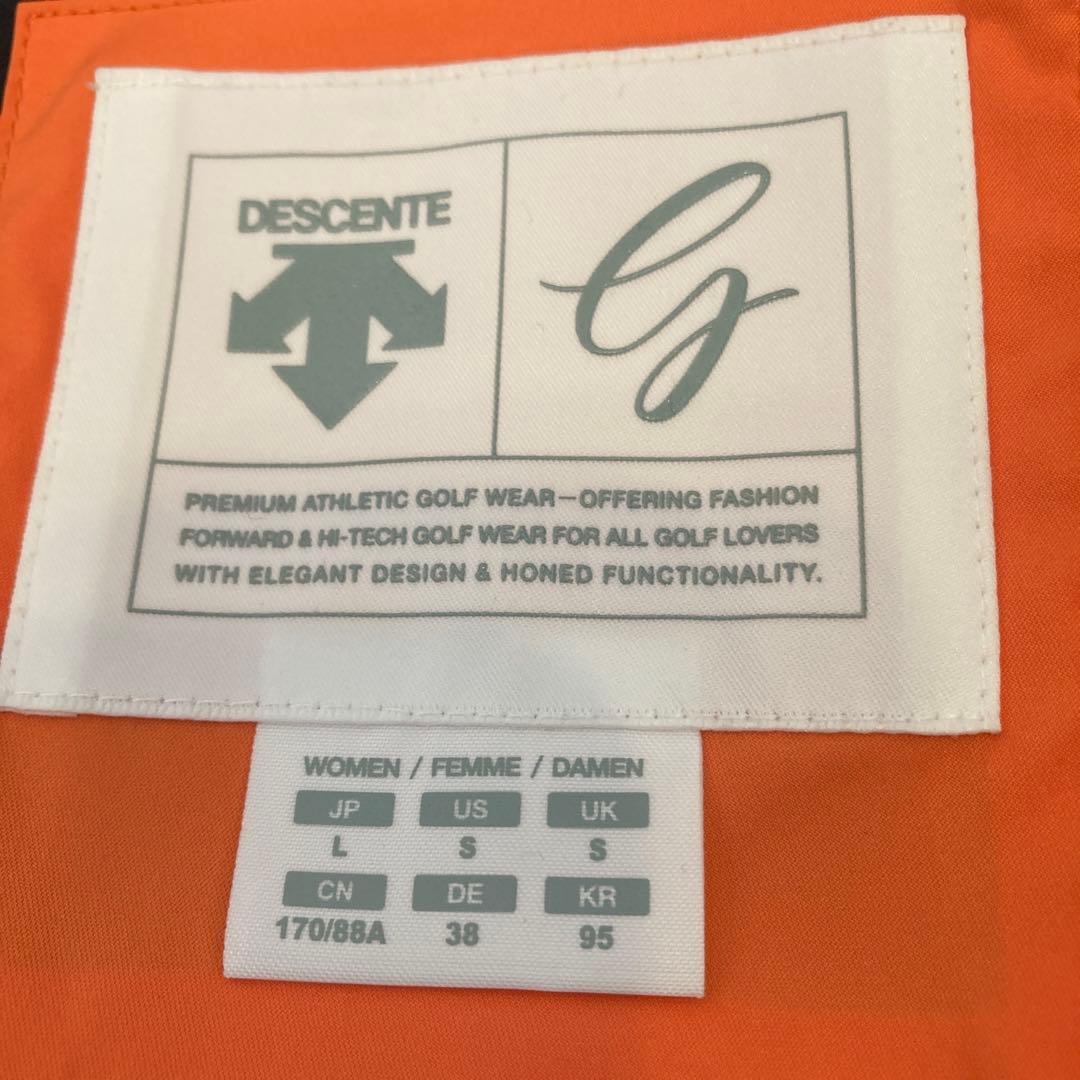 DESCENTE
G
PREMIUM ATHLETIC GOLF WEAR—OFFERING FASHION
FORWARD & HI-TECH GOLF WEAR FOR ALL GOLF LOVERS
WITH ELEGANT DESIGN & HONED FUNCTIONALITY.
WOMEN / FEMME / DAMEN
JP US UK
L S S
CN DE KR
170/88A 38 95